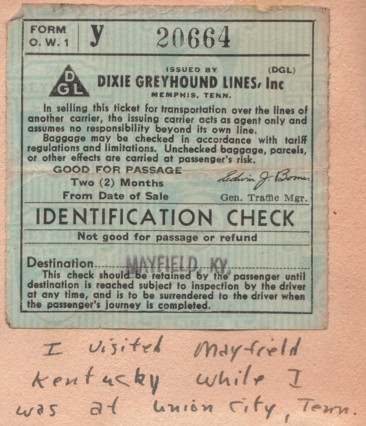 FORM
O. W. 1
y 20664
ISSUED BY (DGL)
D
GL
DIXIE GREYHOUND LINES, Inc
MEMPHIS, TENN.
In selling this ticket for transportation over the lines of
another carrier, the issuing carrier acts as agent only and
assumes no responsibility beyond its own line.
Baggage may be checked in accordance with tariff
regulations and limitations. Unchecked baggage, parcels,
or other effects are carried at passenger's risk.
GOOD FOR PASSAGE
Two (2) Months
From Date of Sale
Gen. Traffic Mgr.
IDENTIFICATION CHECK
Not good for passage or refund
Destination MAYFIELD, KY.
This check should be retained by the passenger until
destination is reached subject to inspection by the driver
at any time, and is to be surrendered to the driver when
the passenger's journey is completed.
I visited Mayfield
Kentucky while I
was at Union City, Tenn.